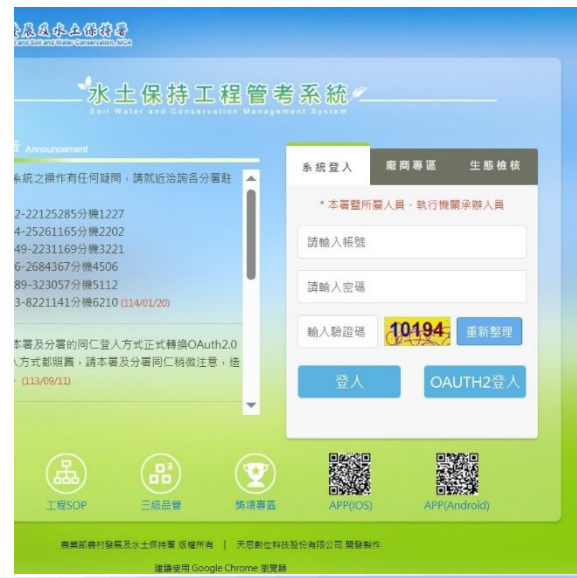 發展及水土保持署
and Soil and Water Conservation, MOA
水土保持工程管考系統
Soil Water and Conservation Management System
Announcement
系統之操作有任何疑問，請就近洽詢各分署駐
2-22125285分機1227
4-25261165分機2202
49-2231169分機3221
6-2684367分機4506
89-323057分機5112
3-8221141分機6210 (114/01/20)
本署及分署的同仁登入方式正式轉換OAuth2.0
入方式都照舊，請本署及分署同仁稍微注意，造
(113/09/11)
系統登入 廠商專區 生態檢核
* 本署暨所屬人員、執行機關承辦人員
請輸入帳號
請輸入密碼
輸入驗證碼 10194 重新整理
登入 OAUTH2登入
工程SOP 三級品管 獎項專區 APP(IOS) APP(Android)
農業部農村發展及水土保持署 版權所有 | 天思數位科技股份有限公司 開發製作
建議使用 Google Chrome 瀏覽器